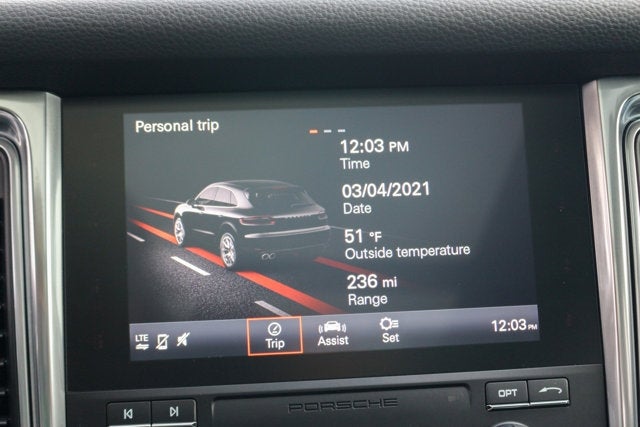 Personal trip
12:03 PM
Time
03/04/2021
Date
51 °F
Outside temperature
236 mi
Range
LTE
Trip
Assist
Set
12:03 PM
OPT
PORSCHE